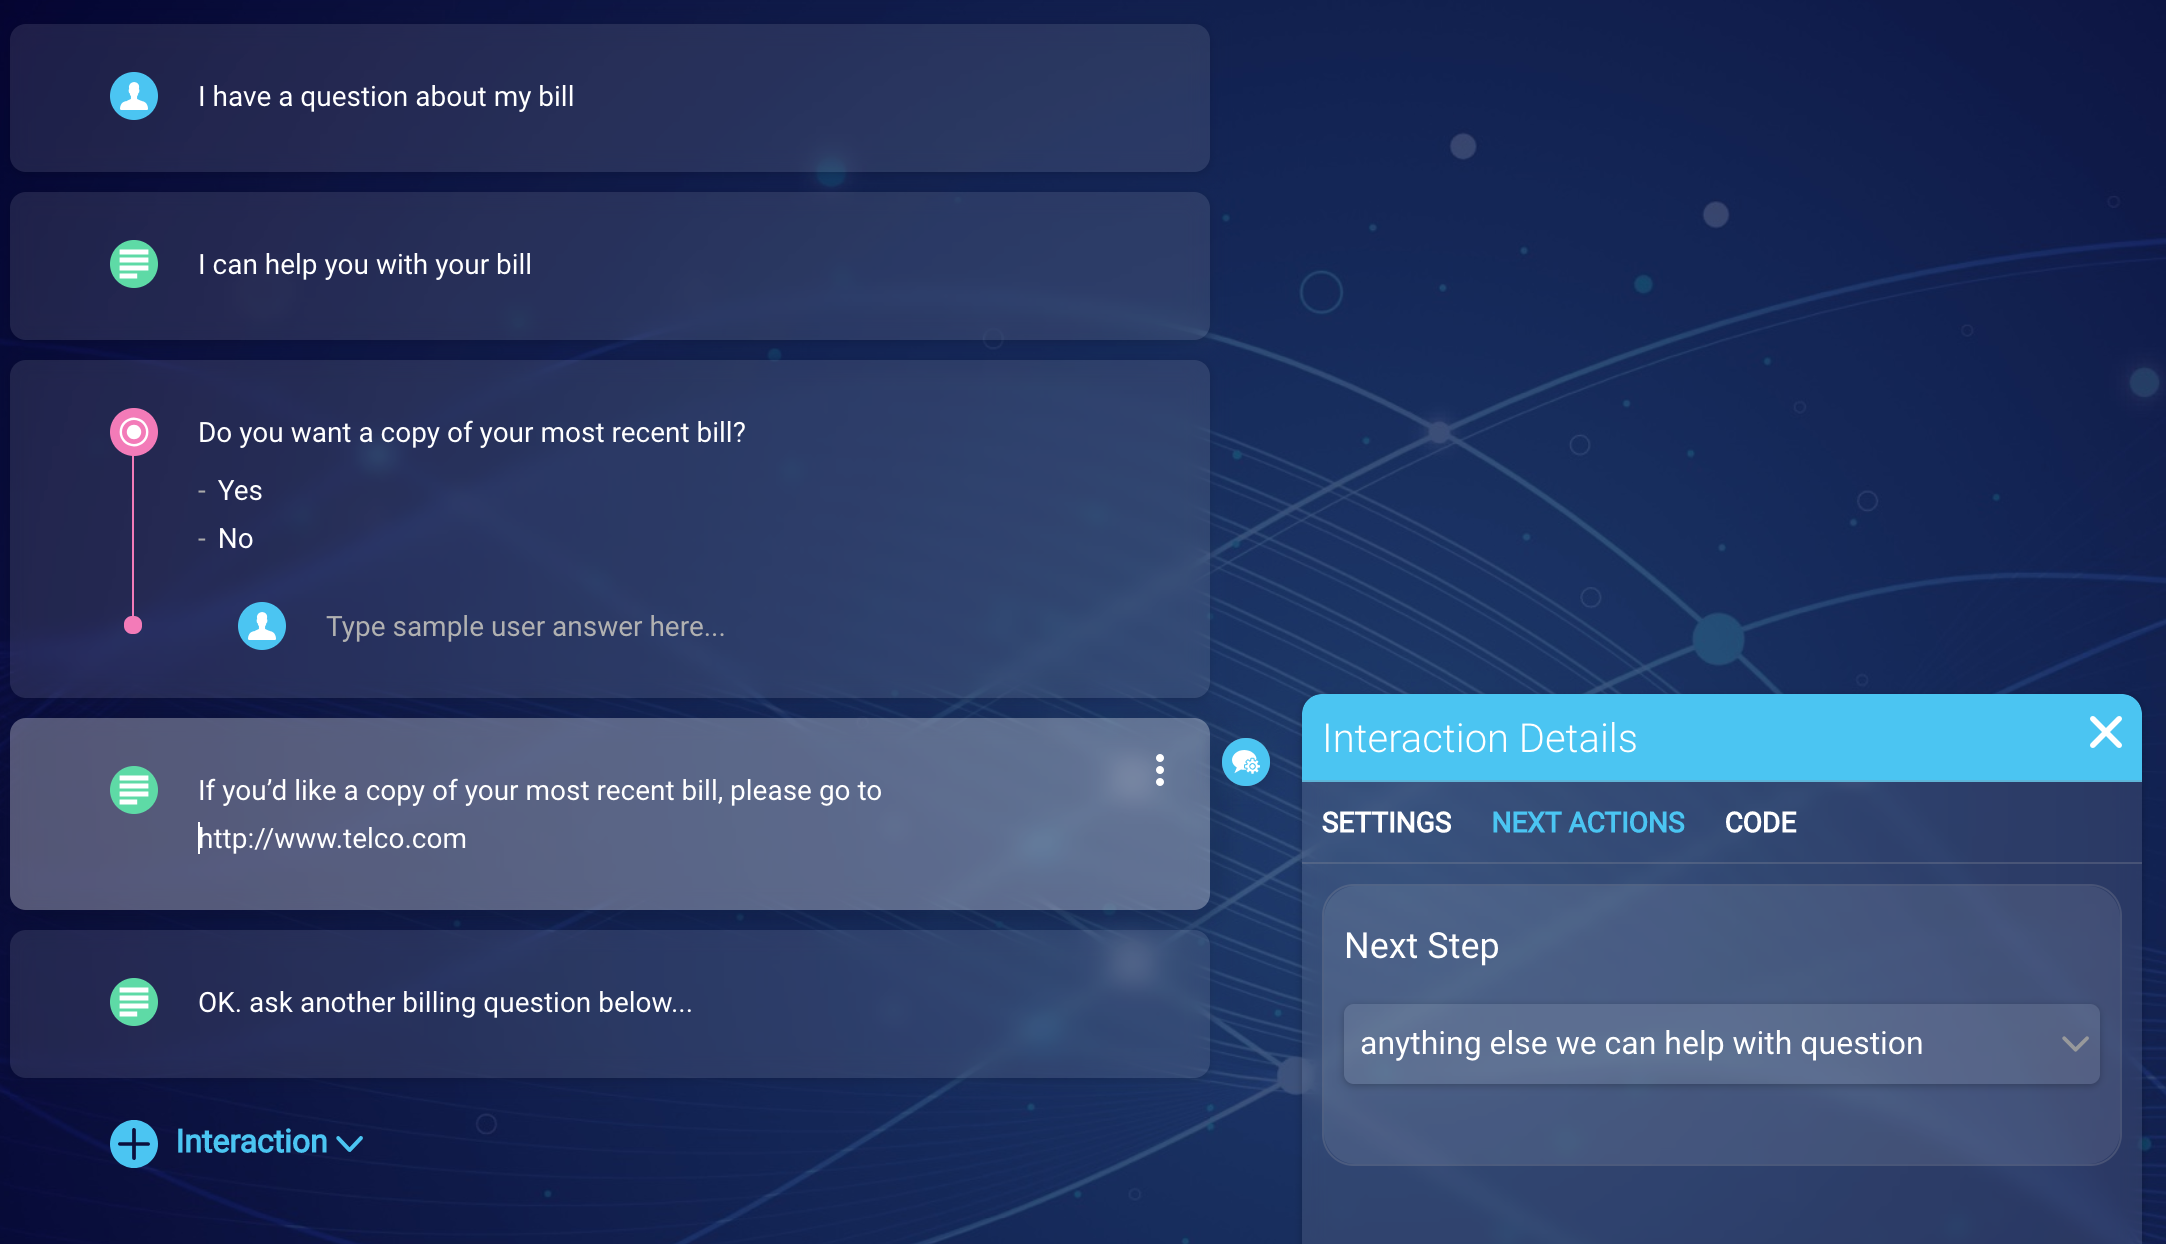 I have a question about my bill
I can help you with your bill
Do you want a copy of your most recent bill?
- Yes
- No
Type sample user answer here...
If you’d like a copy of your most recent bill, please go to
http://www.telco.com
OK. ask another billing question below...
Interaction
Interaction Details
SETTINGS NEXT ACTIONS CODE
Next Step
anything else we can help with question